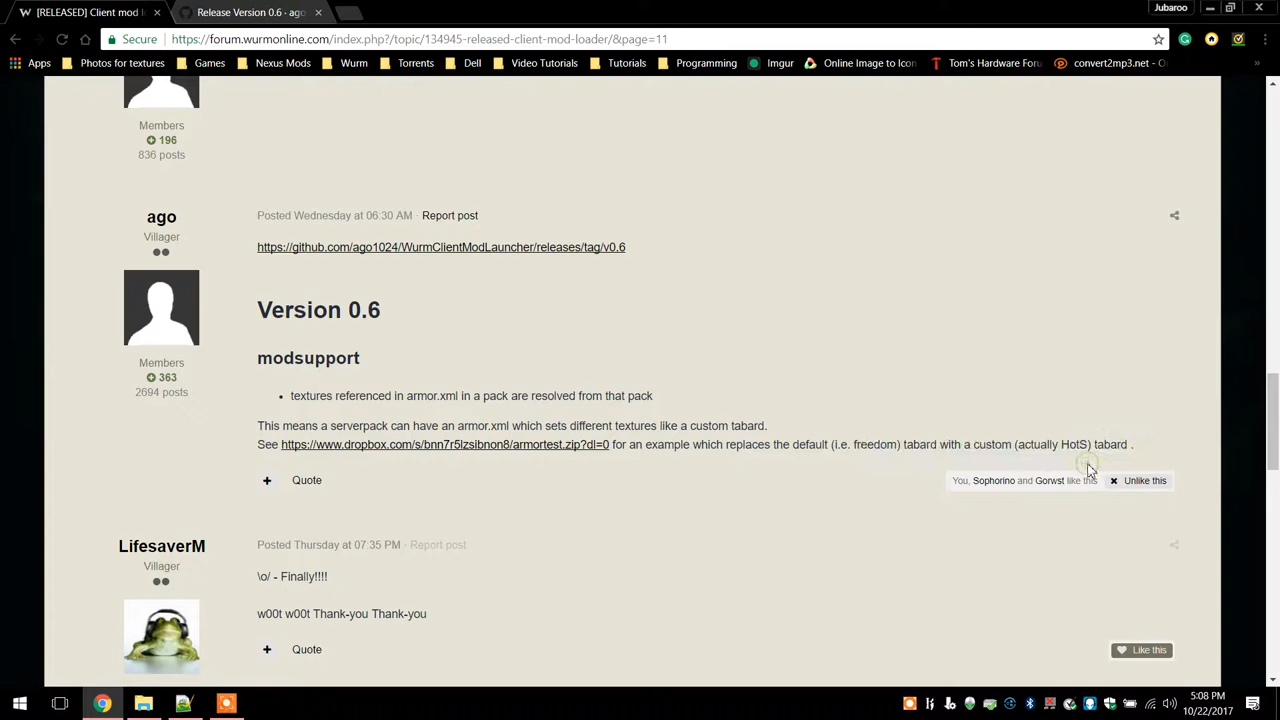 [RELEASED] Client mod l
Release Version 0.6 · ago
Jubaroo
Secure
https://forum.wurmonline.com/index.php?/topic/134945-released-client-mod-loader/&page=11
Apps
Photos for textures
Games
Nexus Mods
Wurm
Torrents
Dell
Video Tutorials
Tutorials
Programming
Imgur
Online Image to Icon
Tom's Hardware Foru
convert2mp3.net - On
Members
196
836 posts
ago
Villager
Members
363
2694 posts
Posted Wednesday at 06:30 AM · Report post
https://github.com/ago1024/WurmClientModLauncher/releases/tag/v0.6
Version 0.6
modsupport
• textures referenced in armor.xml in a pack are resolved from that pack
This means a serverpack can have an armor.xml which sets different textures like a custom tabard.
See https://www.dropbox.com/s/bnn7r5lzsibnon8/armortest.zip?dl=0 for an example which replaces the default (i.e. freedom) tabard with a custom (actually HotS) tabard .
+ Quote
You, Sophorino and Gorwst like this
Unlike this
LifesaverM
Villager
Posted Thursday at 07:35 PM · Report post
\o/ - Finally!!!!
w00t w00t Thank-you Thank-you
+ Quote
Like this
5:08 PM
10/22/2017